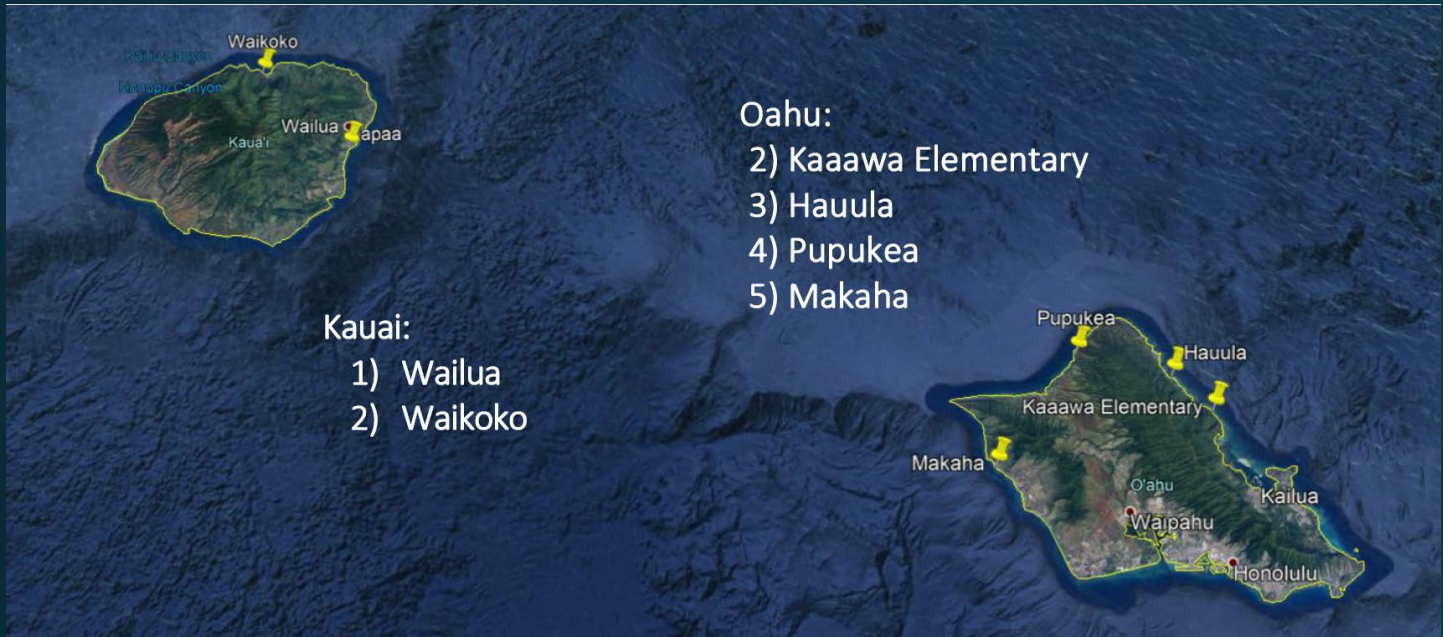 Waikoko
Wailua
apaa
Kaua'i
Oahu:
2) Kaaawa Elementary
3) Hauula
4) Pupukea
5) Makaha
Kauai:
1) Wailua
2) Waikoko
Pupukea
Hauula
Kaaawa Elementary
Makaha
O'ahu
Kailua
Waipahu
Honolulu